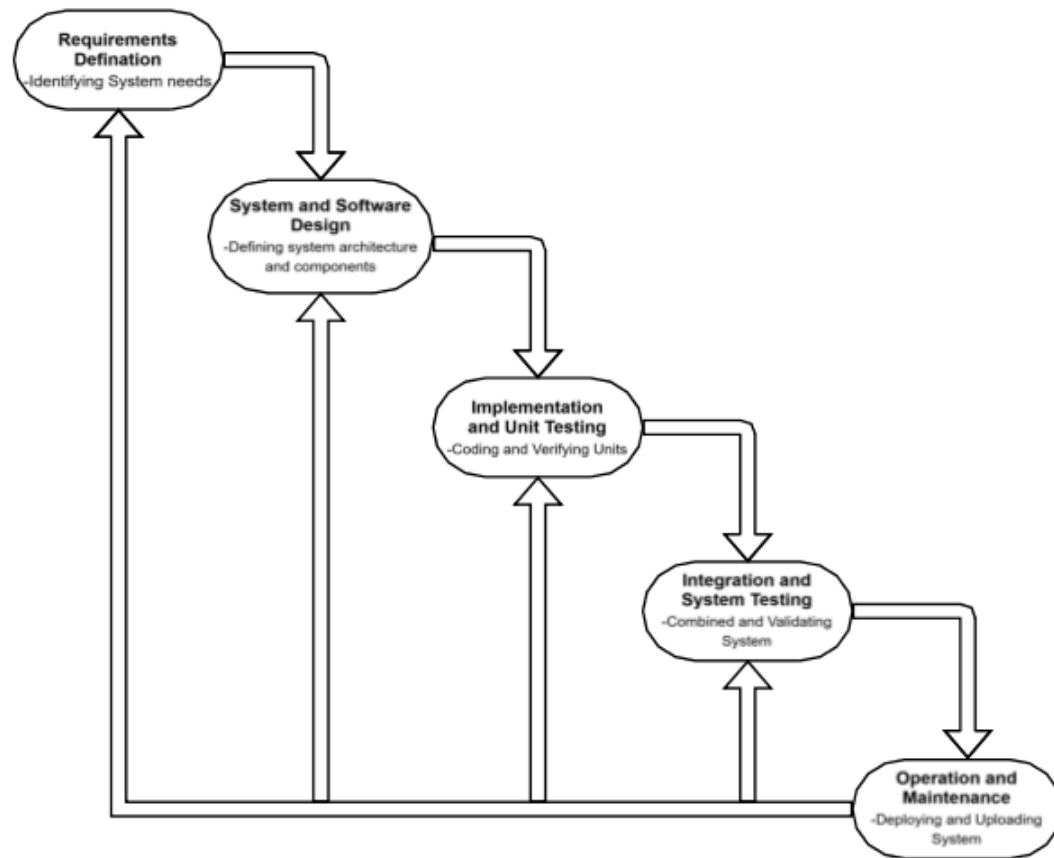 Requirements
Defination
-Identifying System needs
System and Software
Design
-Defining system architecture
and components
Implementation
and Unit Testing
-Coding and Verifying Units
Integration and
System Testing
-Combined and Validating
System
Operation and
Maintenance
-Deploying and Uploading
System